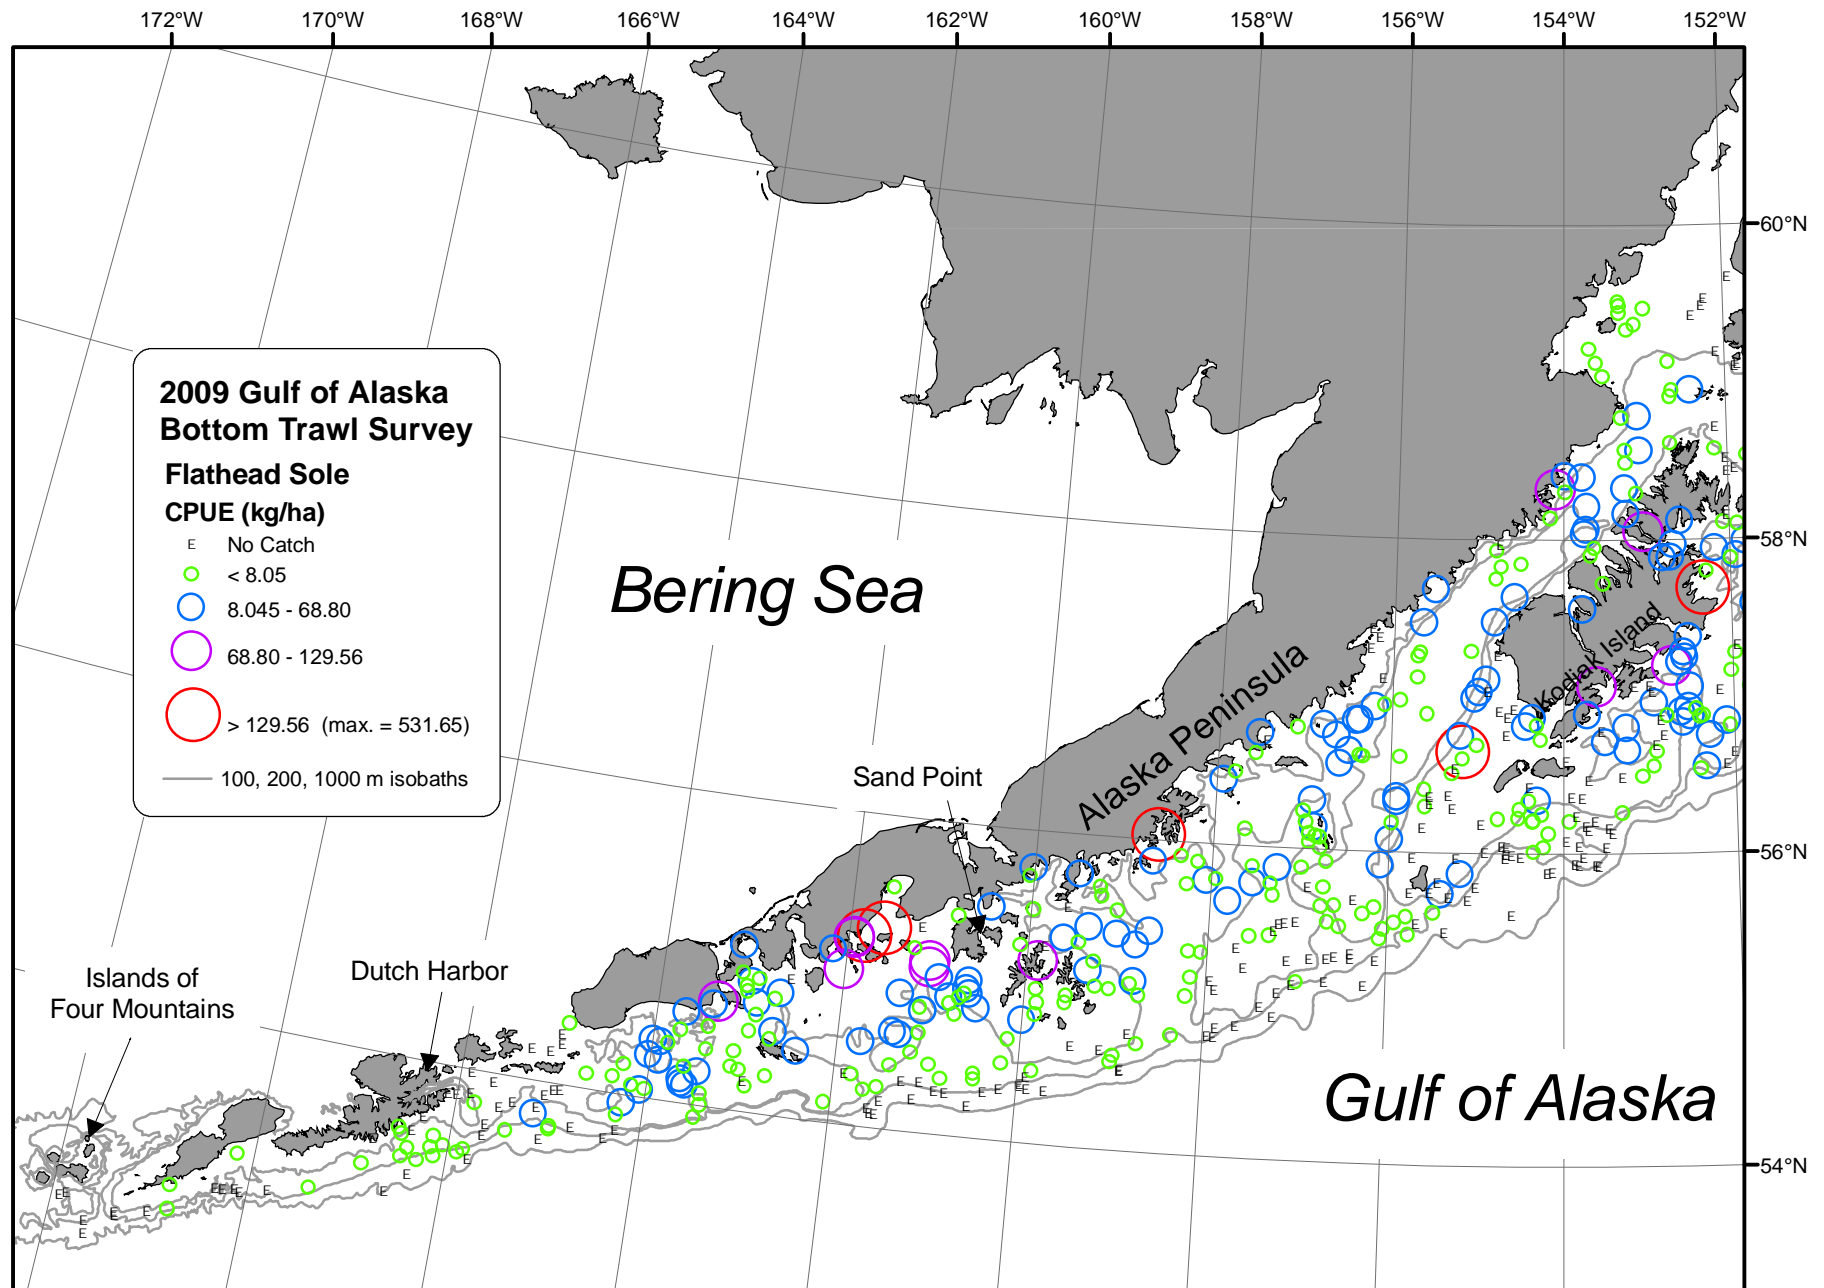 172°W 170°W 168°W 166°W 164°W 162°W 160°W 158°W 156°W 154°W 152°W
60°N
58°N
56°N
54°N
2009 Gulf of Alaska
Bottom Trawl Survey
Flathead Sole
CPUE (kg/ha)
E No Catch
< 8.05
8.045 - 68.80
68.80 - 129.56
> 129.56 (max. = 531.65)
100, 200, 1000 m isobaths
Bering Sea
Alaska Peninsula
Kodiak Island
Sand Point
Dutch Harbor
Islands of
Four Mountains
Gulf of Alaska